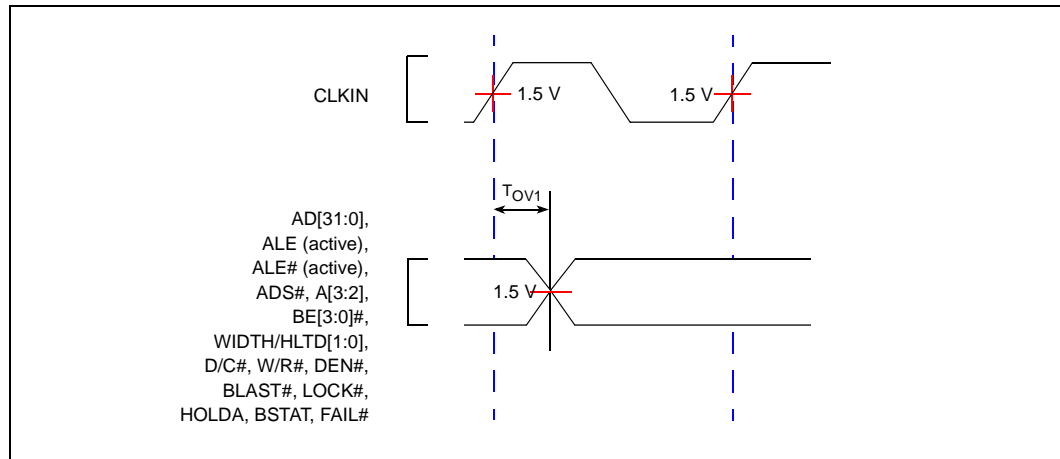 CLKIN
1.5 V
1.5 V
TOV1
AD[31:0],
ALE (active),
ALE# (active),
ADS#, A[3:2],
1.5 V
BE[3:0]#,
WIDTH/HLTD[1:0],
D/C#, W/R#, DEN#,
BLAST#, LOCK#,
HOLDA, BSTAT, FAIL#